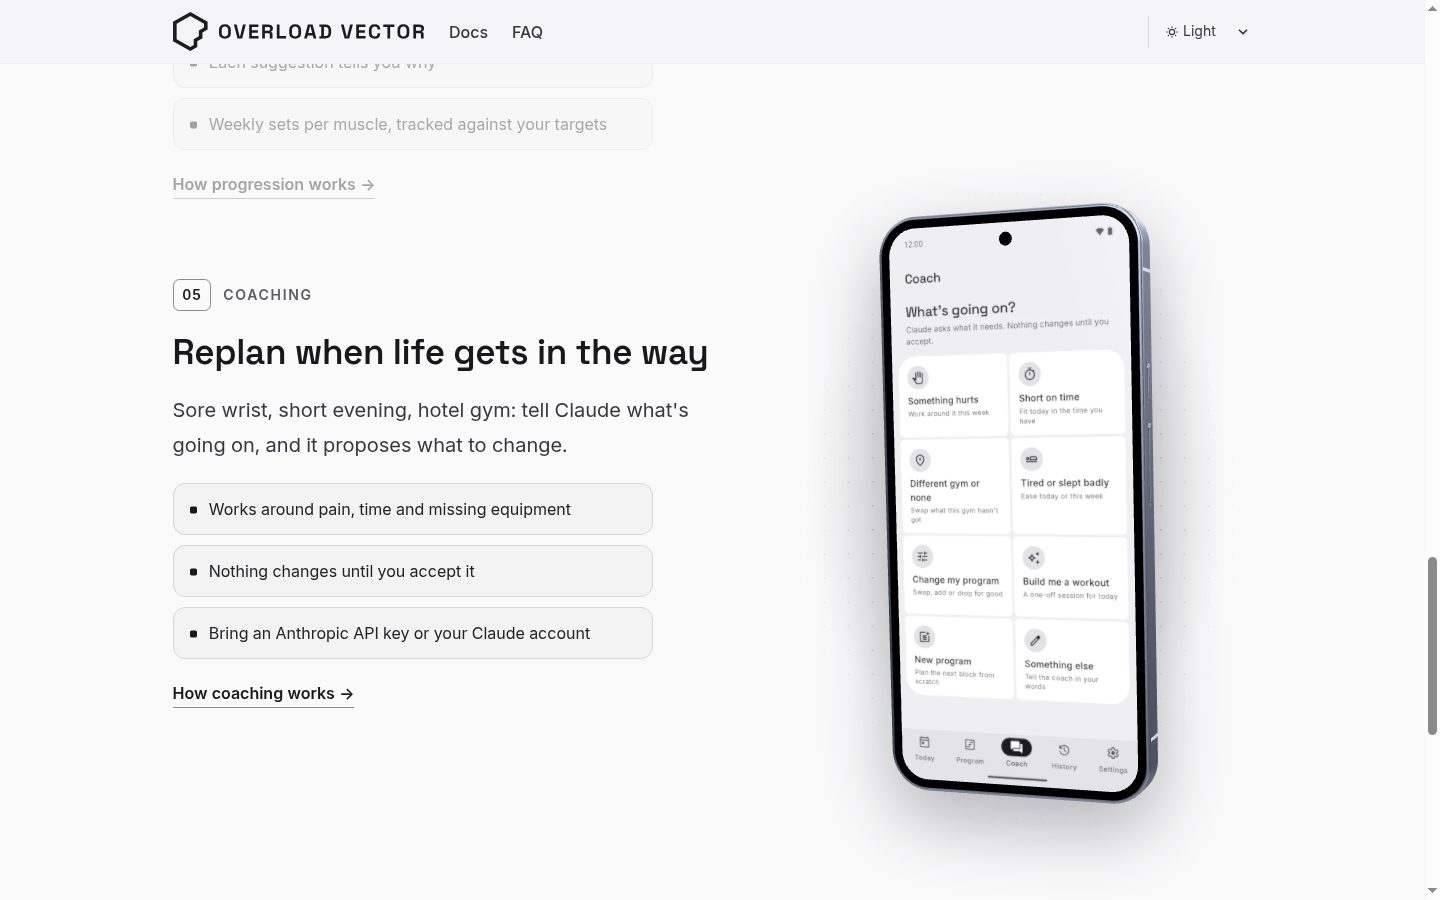 OVERLOAD VECTOR
Docs
FAQ
Light
Each suggestion tells you why
Weekly sets per muscle, tracked against your targets
How progression works →
05
COACHING
Replan when life gets in the way
Sore wrist, short evening, hotel gym: tell Claude what's
going on, and it proposes what to change.
Works around pain, time and missing equipment
Nothing changes until you accept it
Bring an Anthropic API key or your Claude account
How coaching works →
12:00
Coach
What's going on?
Claude asks what it needs. Nothing changes until you
accept.
Something hurts
Work around it this week
Short on time
Fit today in the time you
have
Different gym or
none
Swap what this gym hasn't
got
Tired or slept badly
Ease today or this week
Change my program
Swap, add or drop for good
Build me a workout
A one-off session for today
New program
Plan the next block from
scratch
Something else
Tell the coach in your
words
Today
Program
Coach
History
Settings